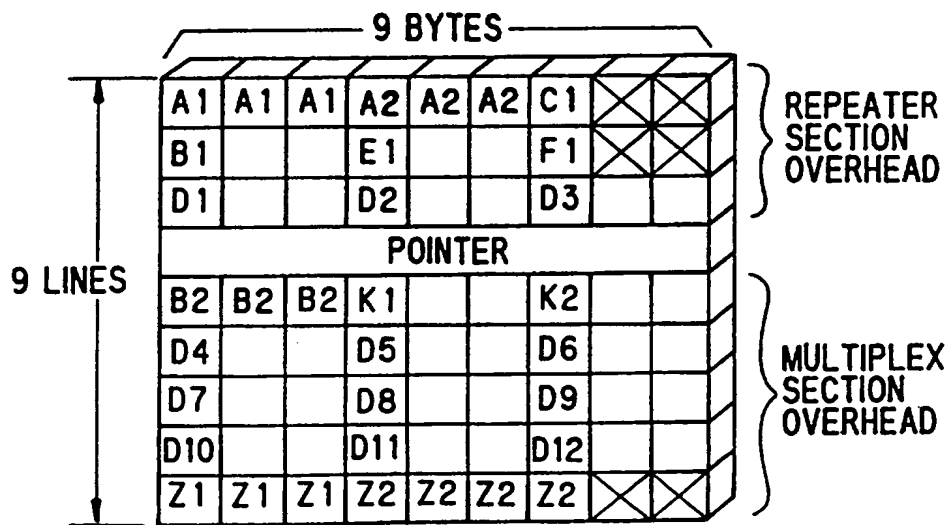 9 BYTES
A1 A1 A1 A2 A2 A2 C1
B1 E1 F1
D1 D2 D3
REPEATER
SECTION
OVERHEAD
POINTER
9 LINES
B2 B2 B2 K1 K2
D4 D5 D6
D7 D8 D9
D10 D11 D12
Z1 Z1 Z1 Z2 Z2 Z2 Z2
MULTIPLEX
SECTION
OVERHEAD